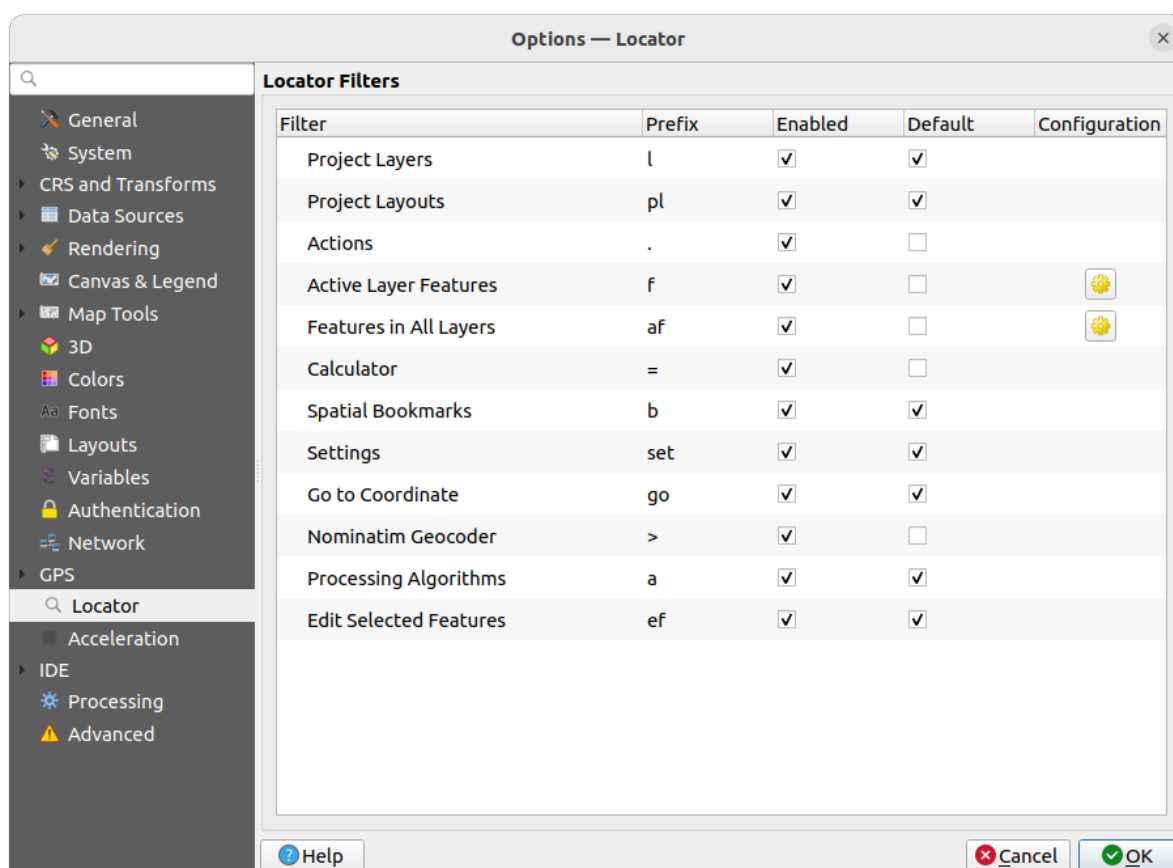 Options — Locator
General
System
CRS and Transforms
Data Sources
Rendering
Canvas & Legend
Map Tools
3D
Colors
Aa Fonts
Layouts
ε Variables
Authentication
Network
GPS
Locator
Acceleration
IDE
Processing
Advanced
Locator Filters
Filter Prefix Enabled Default Configuration
Project Layers l
Project Layouts pl
Actions .
Active Layer Features f
Features in All Layers af
Calculator =
Spatial Bookmarks b
Settings set
Go to Coordinate go
Nominatim Geocoder >
Processing Algorithms a
Edit Selected Features ef
Help Cancel OK